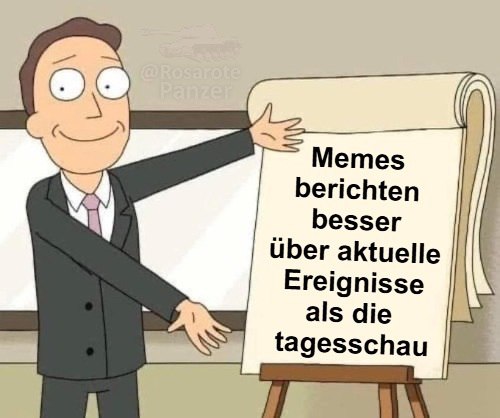 @Rosarote
Panzer
Memes
berichten
besser
über aktuelle
Ereignisse
als die
tagesschau